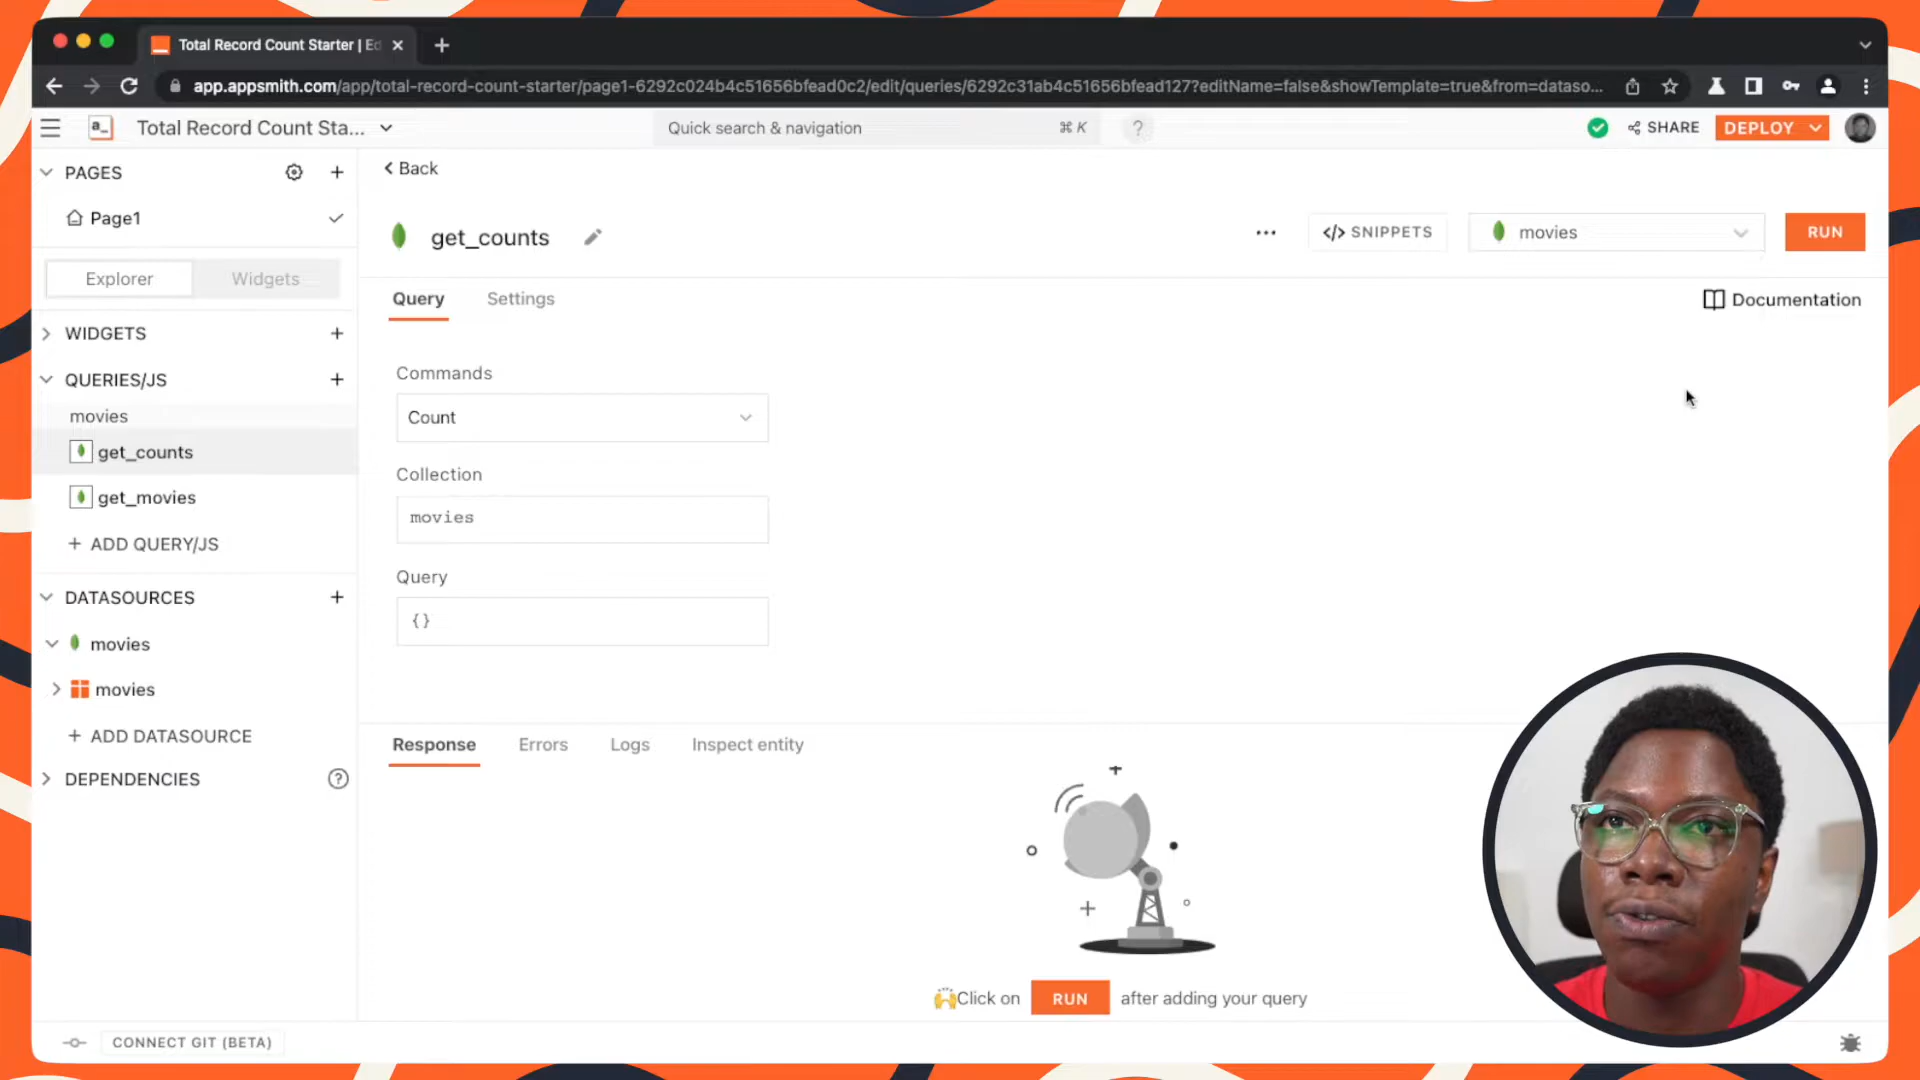 Total Record Count Starter | Ed
app.appsmith.com/app/total-record-count-starter/page1-6292c024b4c51656bfead0c2/edit/queries/6292c31ab4c51656bfead127?editName=false&showTemplate=true&from=dataso...
a_
Total Record Count Sta...
Quick search & navigation
⌘ K
?
SHARE
DEPLOY
PAGES
Page1
Explorer
Widgets
WIDGETS
QUERIES/JS
movies
get_counts
get_movies
+ ADD QUERY/JS
DATASOURCES
movies
movies
+ ADD DATASOURCE
DEPENDENCIES
?
CONNECT GIT (BETA)
Back
get_counts
</> SNIPPETS
movies
RUN
Query
Settings
Documentation
Commands
Count
Collection
movies
Query
{}
Response
Errors
Logs
Inspect entity
🙌Click on RUN after adding your query